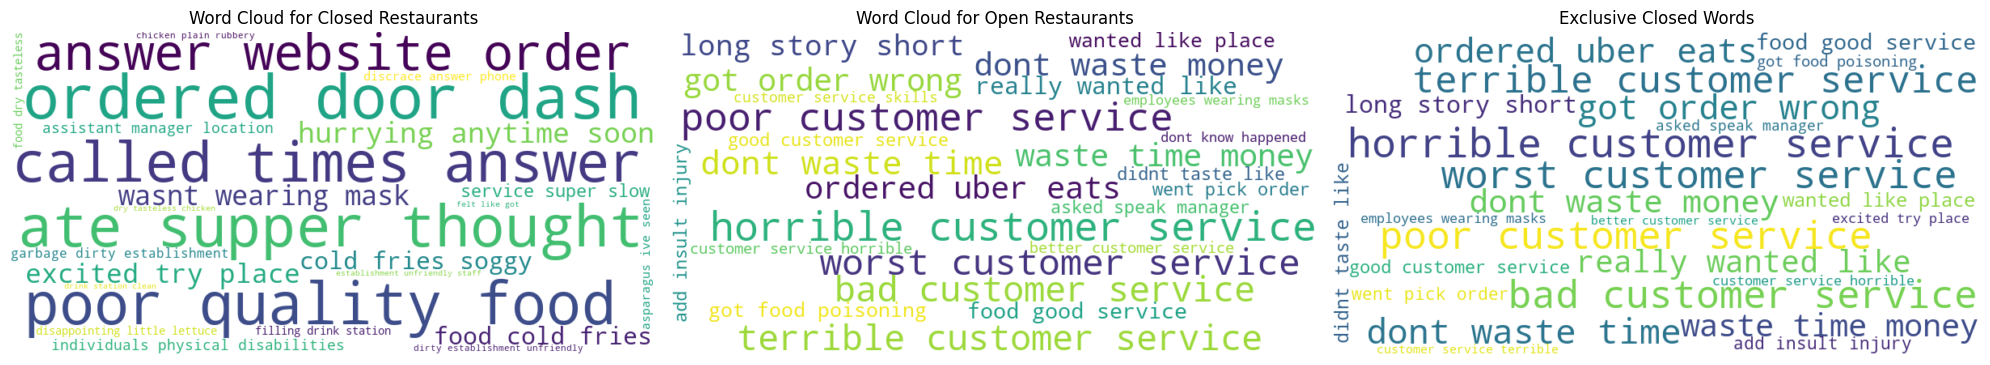 Word Cloud for Closed Restaurants
food dry tasteless
chicken plain rubbery
answer website order
discrace answer phone
ordered door dash
assistant manager location
hurrying anytime soon
called times answer
wasnt wearing mask
service super slow
dry tasteless chicken
felt like got
ate supper thought
asparagus ive seen
garbage dirty establishment
cold fries soggy
excited try place
establishment unfriendly staff
drink station clean
poor quality food
disappointing little lettuce
filling drink station
food cold fries
individuals physical disabilities
dirty establishment unfriendly
Word Cloud for Open Restaurants
long story short
wanted like place
dont waste money
got order wrong
really wanted like
customer service skills
employees wearing masks
poor customer service
good customer service
dont know happened
dont waste time
waste time money
add insult injury
didnt taste like
ordered uber eats
went pick order
asked speak manager
horrible customer service
customer service horrible
better customer service
worst customer service
bad customer service
got food poisoning
food good service
terrible customer service
Exclusive Closed Words
ordered uber eats
food good service
got food poisoning
terrible customer service
long story short
got order wrong
asked speak manager
horrible customer service
didnt taste like
worst customer service
dont waste money
wanted like place
employees wearing masks
better customer service
excited try place
poor customer service
good customer service
really wanted like
customer service horrible
went pick order
bad customer service
dont waste time
waste time money
add insult injury
customer service terrible